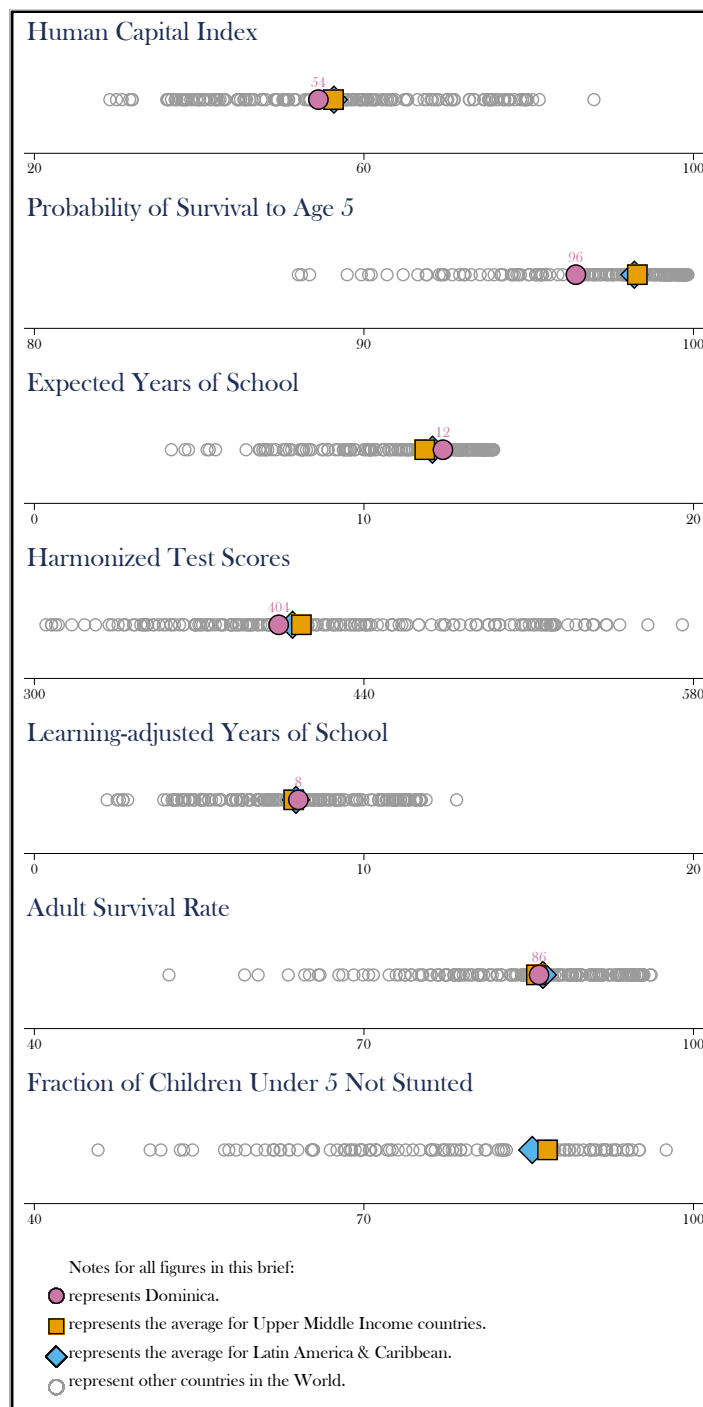 Human Capital Index
54
20 60 100
Probability of Survival to Age 5
96
80 90 100
Expected Years of School
12
0 10 20
Harmonized Test Scores
404
300 440 580
Learning-adjusted Years of School
8
0 10 20
Adult Survival Rate
86
40 70 100
Fraction of Children Under 5 Not Stunted
40 70 100
Notes for all figures in this brief:
represents Dominica.
represents the average for Upper Middle Income countries.
represents the average for Latin America & Caribbean.
represent other countries in the World.